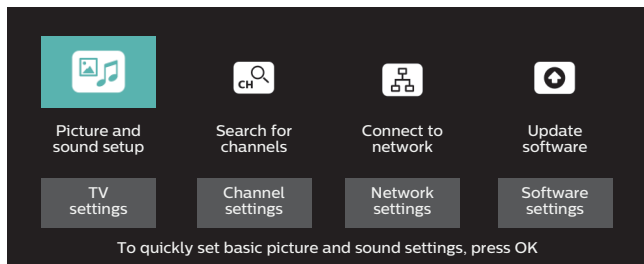 CH
Picture and
sound setup
Search for
channels
Connect to
network
Update
software
TV
settings
Channel
settings
Network
settings
Software
settings
To quickly set basic picture and sound settings, press OK